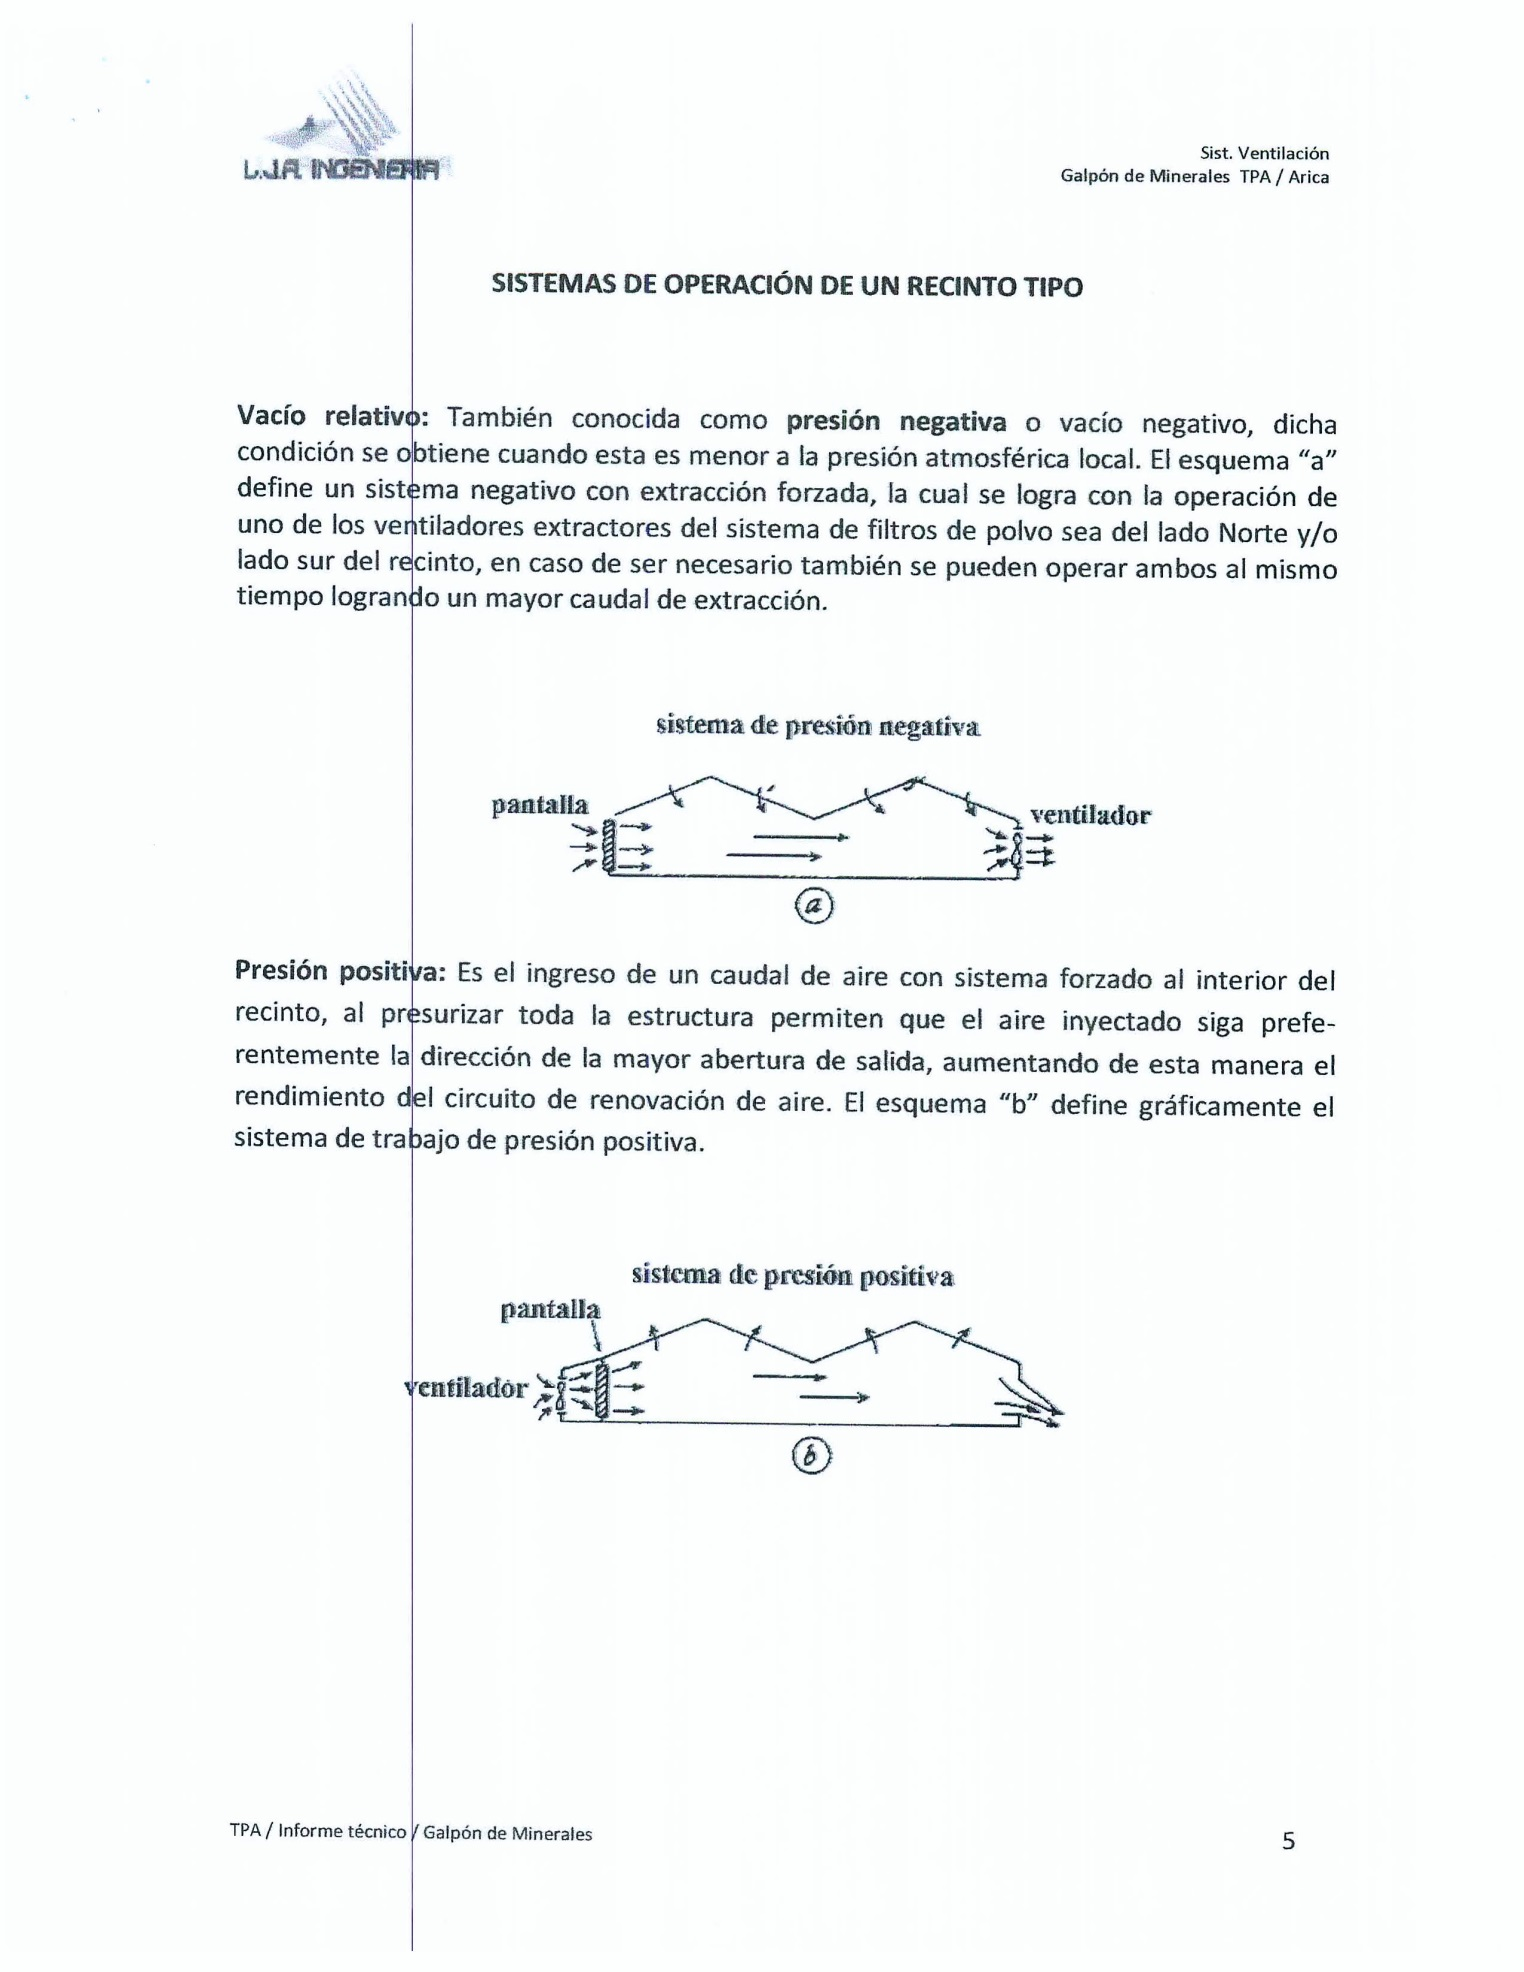 L.J.A. INGENIERIA
Sist. Ventilación
Galpón de Minerales TPA / Arica
SISTEMAS DE OPERACIÓN DE UN RECINTO TIPO
Vacío relativo: También conocida como presión negativa o vacío negativo, dicha
condición se obtiene cuando esta es menor a la presión atmosférica local. El esquema “a”
define un sistema negativo con extracción forzada, la cual se logra con la operación de
uno de los ventiladores extractores del sistema de filtros de polvo sea del lado Norte y/o
lado sur del recinto, en caso de ser necesario también se pueden operar ambos al mismo
tiempo logrando un mayor caudal de extracción.
sistema de presión negativa
pantalla
ventilador
a
Presión positiva: Es el ingreso de un caudal de aire con sistema forzado al interior del
recinto, al presurizar toda la estructura permiten que el aire inyectado siga prefe-
rentemente la dirección de la mayor abertura de salida, aumentando de esta manera el
rendimiento del circuito de renovación de aire. El esquema “b” define gráficamente el
sistema de trabajo de presión positiva.
sistema de presión positiva
pantalla
ventilador
b
TPA / Informe técnico / Galpón de Minerales
5